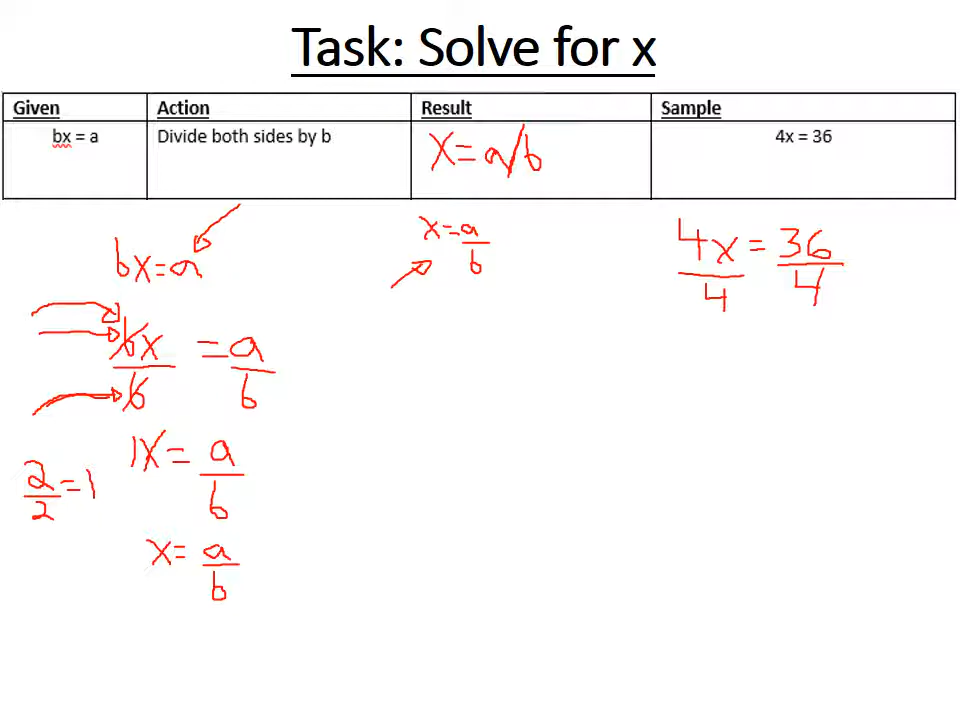 Task: Solve for x
Given Action Result Sample
bx = a Divide both sides by b x = a/b 4x = 36
bx = a
x = a
b
4x = 36
4 4
bx = a
b b
1x = a
b
2 = 1
2
x = a
b